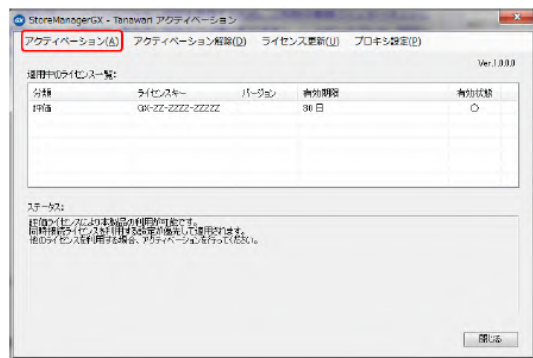 StoreManagerGX - Tanawari アクティベーション
アクティベーション(A) アクティベーション解除(D) ライセンス更新(U) プロキシ設定(P)
Ver.1.0.0.0
適用中のライセンス一覧:
分類 ライセンスキー バージョン 有効期限 有効状態
評価 GX-ZZ-ZZZZ-ZZZZZ 30 日 ○
ステータス:
評価ライセンスにより本製品の利用が可能です。
同時接続ライセンスを利用する設定が優先して適用されます。
他のライセンスを利用する場合、アクティベーションを行ってください。
閉じる